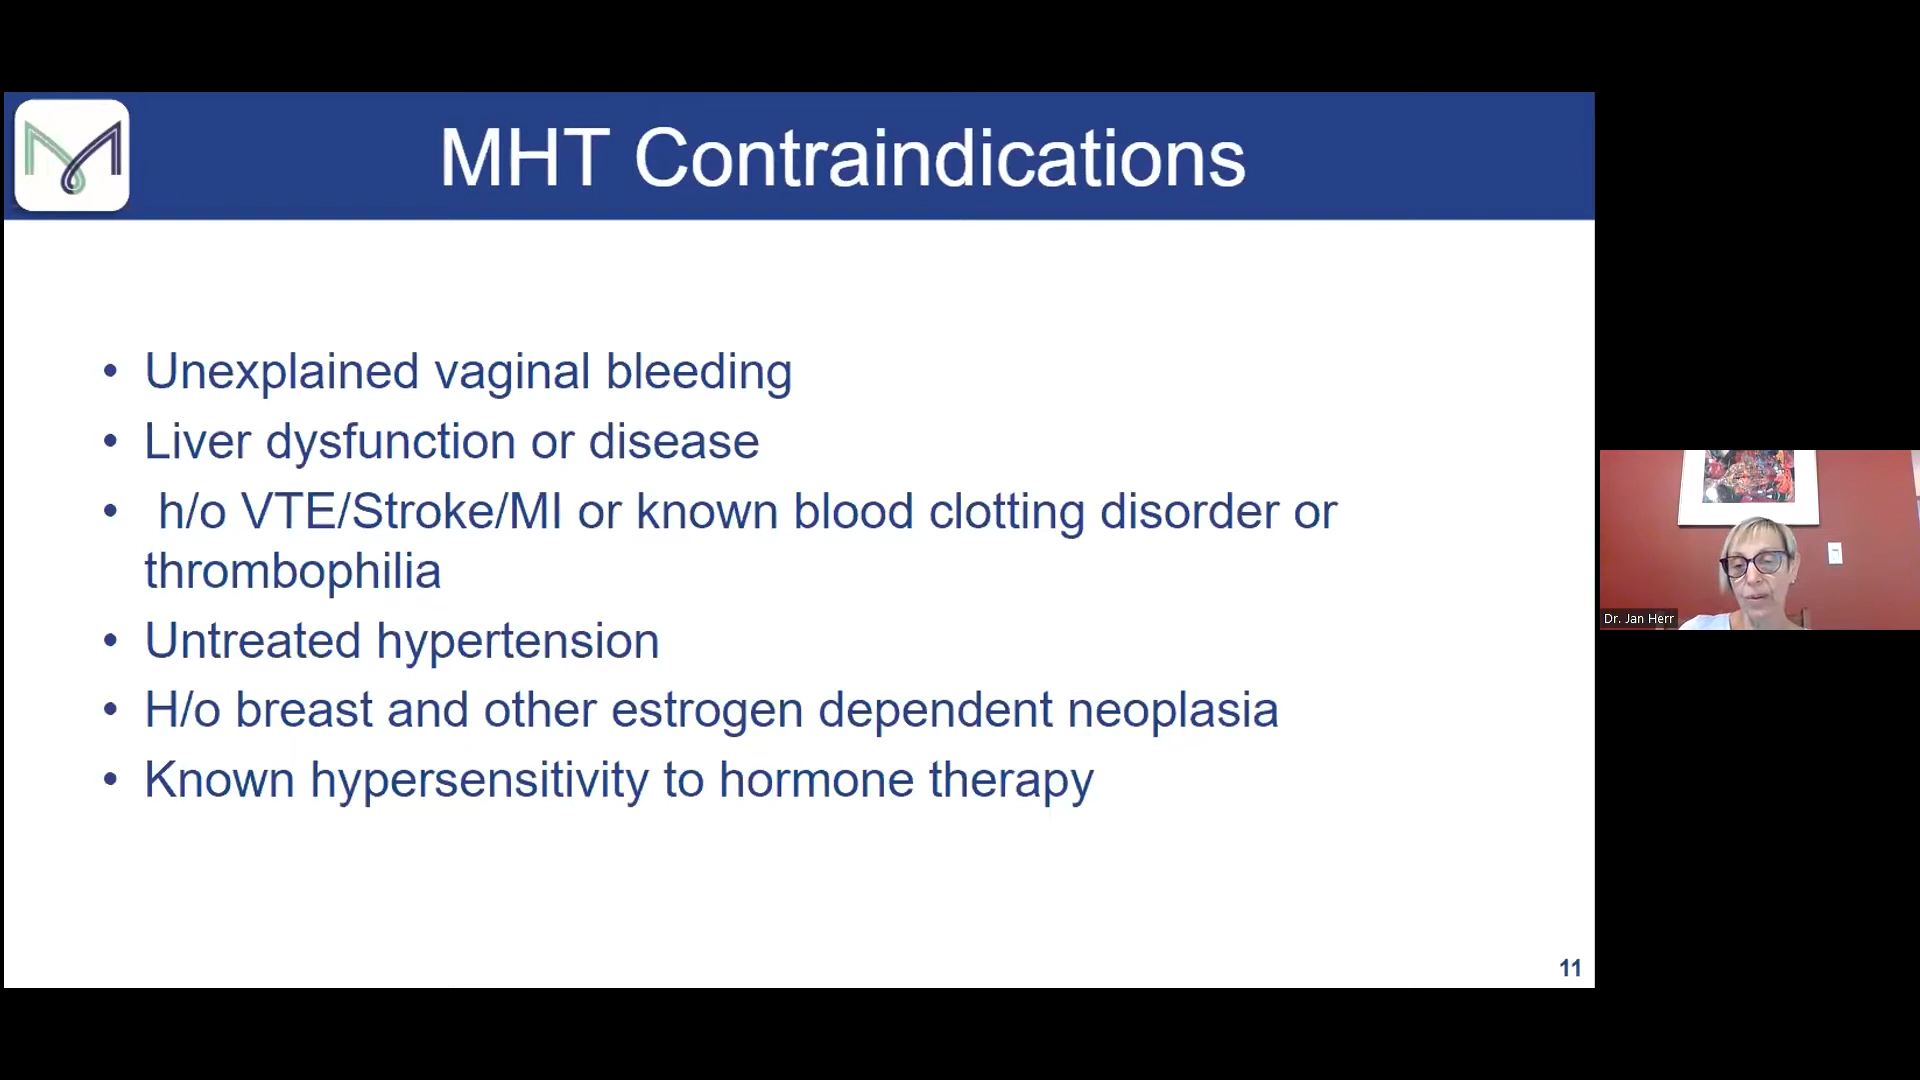 MHT Contraindications
• Unexplained vaginal bleeding
• Liver dysfunction or disease
• h/o VTE/Stroke/MI or known blood clotting disorder or
thrombophilia
• Untreated hypertension
• H/o breast and other estrogen dependent neoplasia
• Known hypersensitivity to hormone therapy
11
Dr. Jan Herr